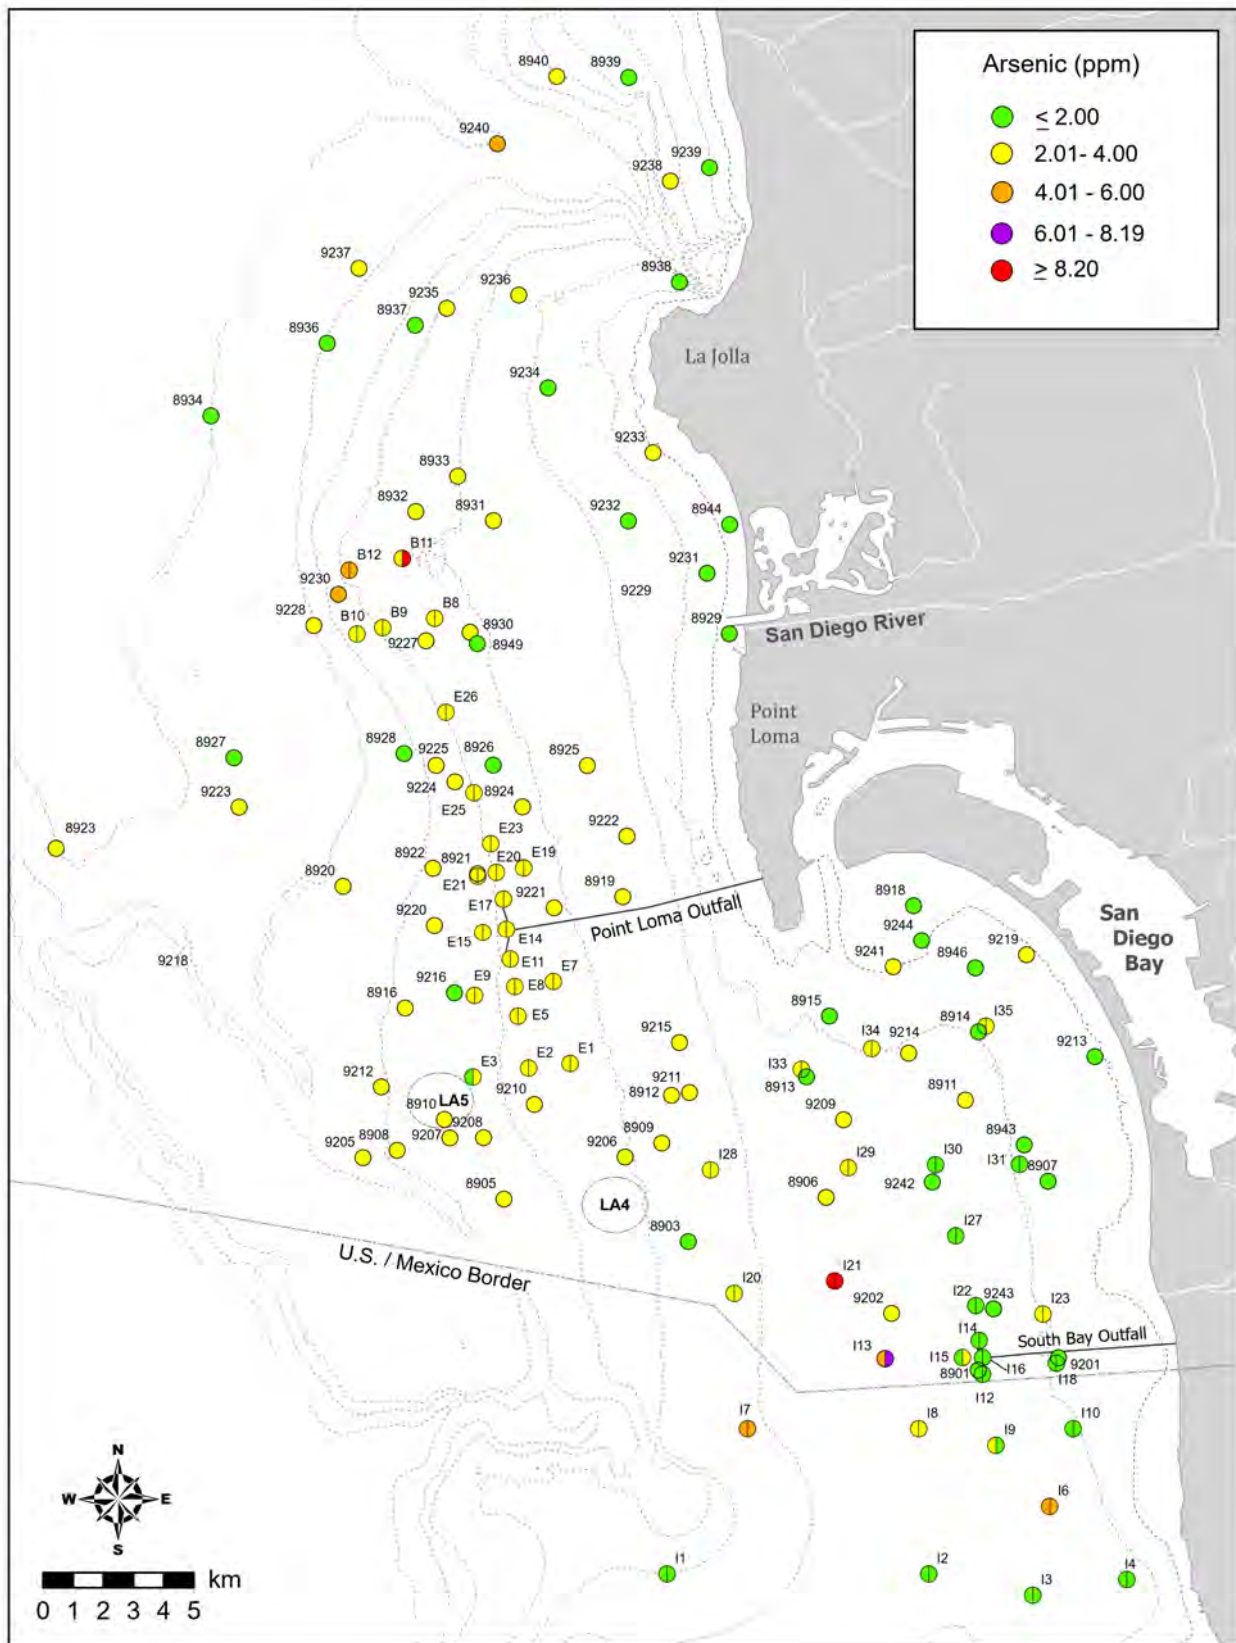 Arsenic (ppm)
≤ 2.00
2.01- 4.00
4.01 - 6.00
6.01 - 8.19
≥ 8.20
8940
8939
9240
9239
9238
9237
8938
9236
9235
8937
8936
La Jolla
9234
8934
9233
8933
8932
8931
9232
8944
B11
B12
9231
9230
9229
9228
B10
B9
B8
8930
9227
8949
8929
San Diego River
E26
Point
Loma
8928
9225
8926
8925
8927
9224
8924
E25
9223
9222
8923
E23
8922
8921
E20
E19
8920
E21
8919
E17
9221
Point Loma Outfall
9220
E15
E14
8918
9244
San
Diego
Bay
9241
8946
9219
9218
E11
E7
9216
E9
E8
8916
E5
8915
8914
I35
9215
I34
9214
9213
E3
E2
E1
I33
8913
9212
LA5
9210
9211
8912
8911
8910
9209
9205
8908
9207
9208
8909
8943
9206
I28
I29
I30
I31
8907
9242
8906
8905
LA4
8903
I27
U.S. / Mexico Border
I21
I20
I22
9243
I23
9202
I14
South Bay Outfall
I13
I15
I16
9201
8901
I18
I12
I7
I8
I9
I10
I6
N
W
E
S
I1
I2
I3
I4
km
0 1 2 3 4 5